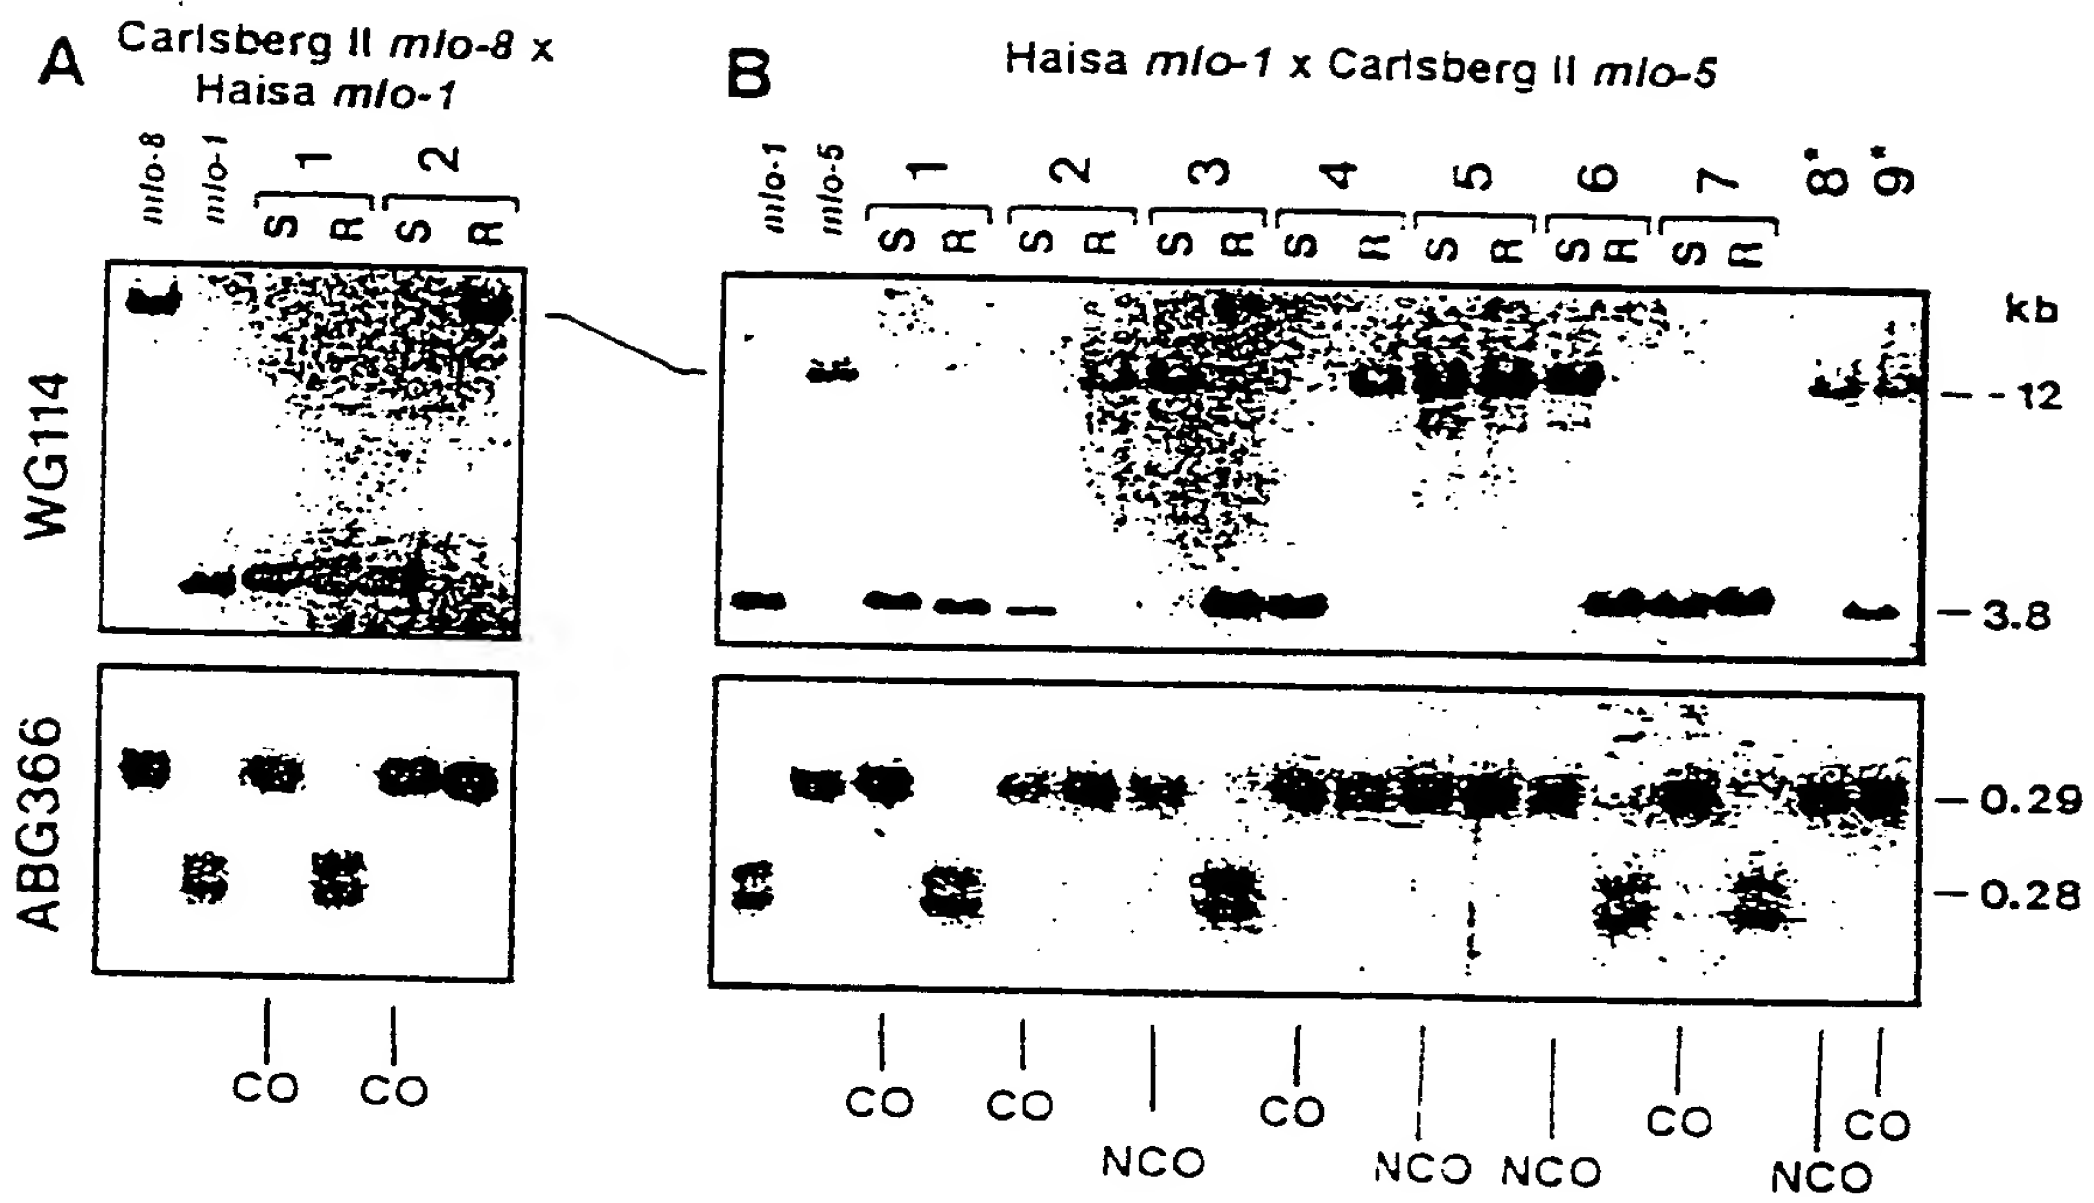 A
Carlsberg II mlo-8 x
Haisa mlo-1
mlo-8 mlo-1 1 2
S R S R
B
Haisa mlo-1 x Carlsberg II mlo-5
mlo-1 mlo-5 1 2 3 4 5 6 7 8* 9*
S R S R S R S R S R S R S R
WG114
kb
12
3.8
ABG366
0.29
0.28
CO CO
CO CO NCO CO NCO NCO CO NCO CO